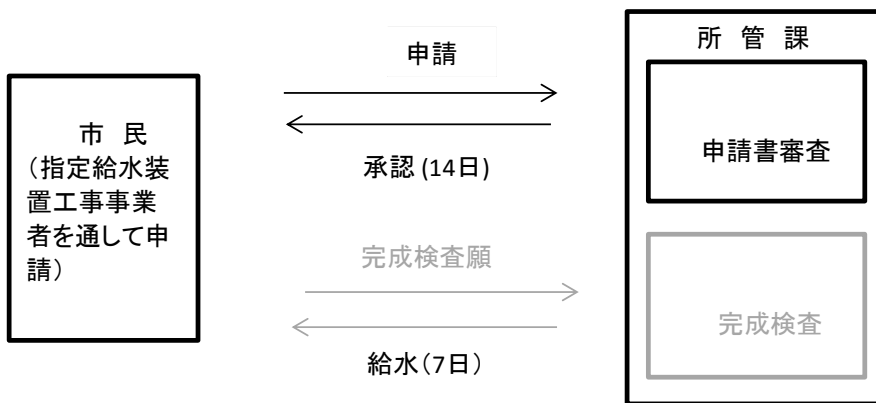 申請
承認 (14日)
市 民
（指定給水装
置工事事業
者を通して申
請）
完成検査願
給水（7日）
所 管 課
申請書審査
完成検査